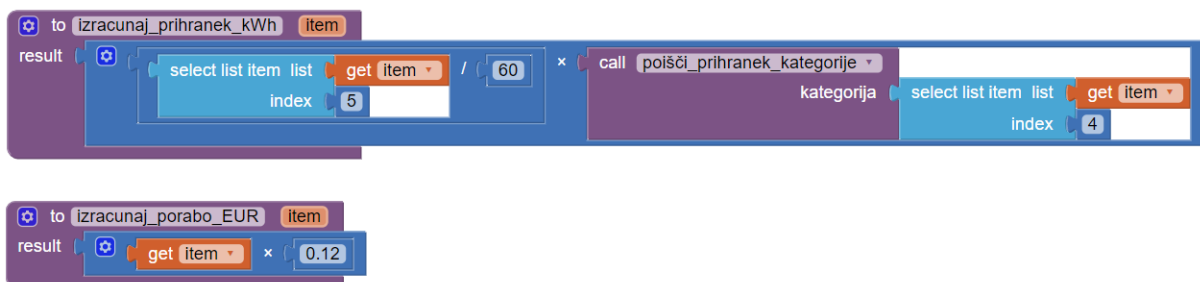 to izracunaj_prihranek_kWh item
result select list item list get item / 60 × call poišči_prihranek_kategorije
index 5 kategorija select list item list get item
index 4
to izracunaj_porabo_EUR item
result get item × 0.12